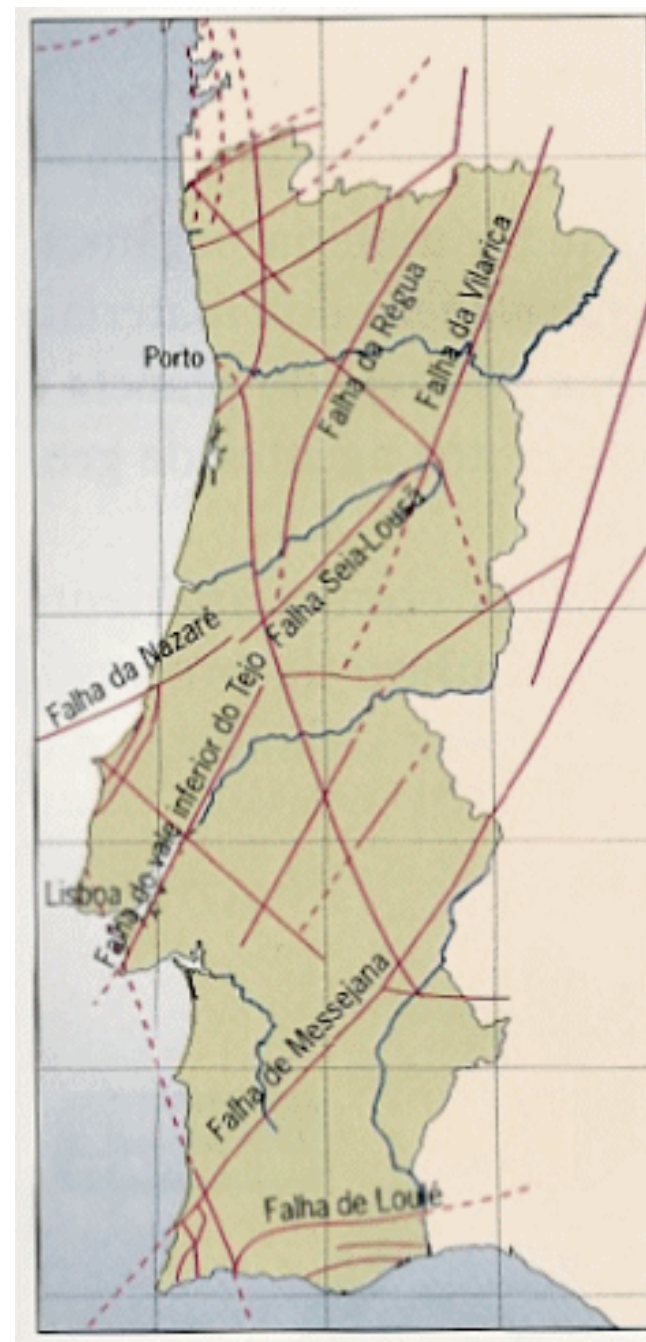 Porto
Falha da Régua
Falha da Vilariça
Falha Seia-Lousã
Falha da Nazaré
Falha do vale inferior do Tejo
Lisboa
Falha de Messejana
Falha de Loulé